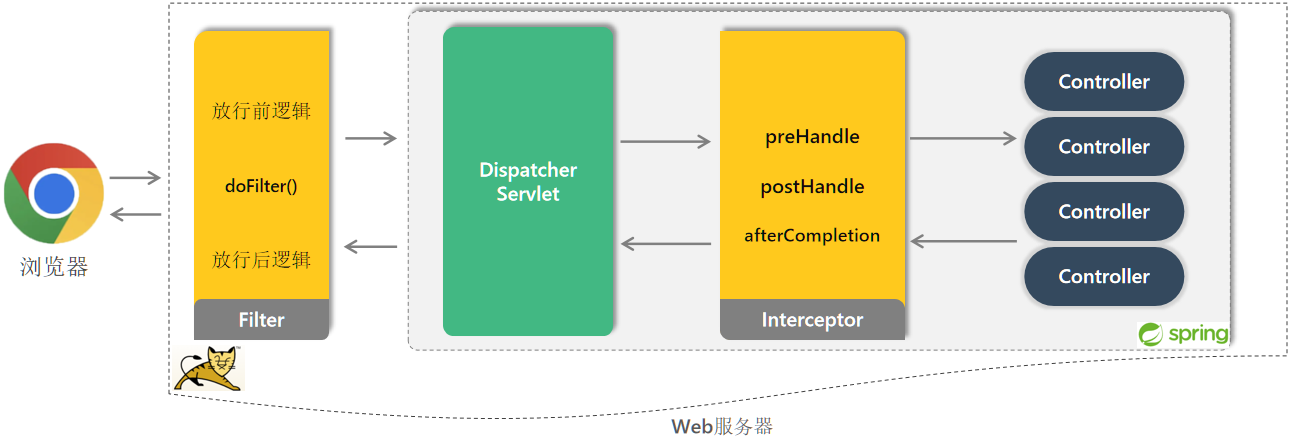 浏览器
放行前逻辑
doFilter()
放行后逻辑
Filter
Dispatcher
Servlet
preHandle
postHandle
afterCompletion
Interceptor
Controller
Controller
Controller
Controller
spring
Web服务器